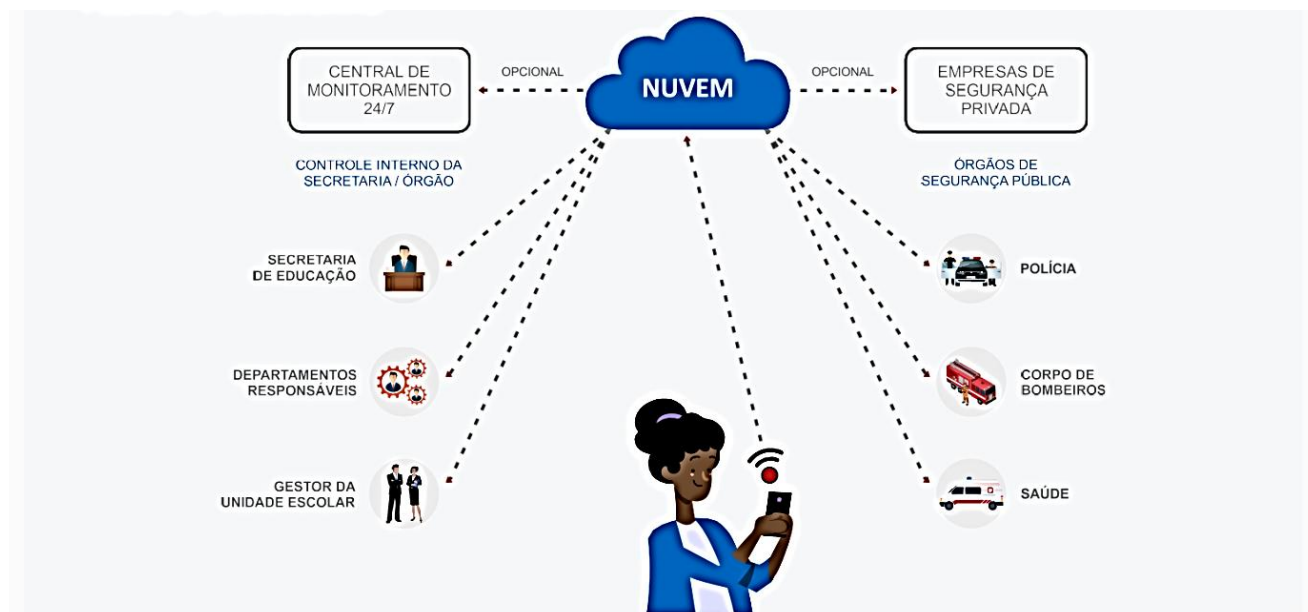 CENTRAL DE
MONITORAMENTO
24/7
OPCIONAL
NUVEM
OPCIONAL
EMPRESAS DE
SEGURANÇA
PRIVADA
CONTROLE INTERNO DA
SECRETARIA / ÓRGÃO
ÓRGÃOS DE
SEGURANÇA PÚBLICA
SECRETARIA
DE EDUCAÇÃO
POLÍCIA
DEPARTAMENTOS
RESPONSÁVEIS
CORPO DE
BOMBEIROS
GESTOR DA
UNIDADE ESCOLAR
SAÚDE